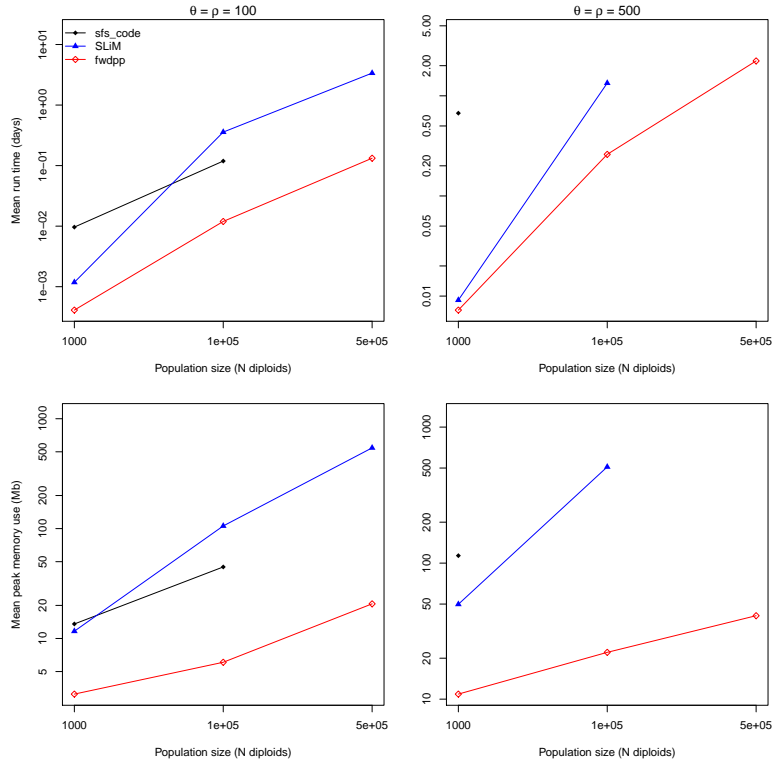 θ = ρ = 100
sfs_code
SLiM
fwdpp
Mean run time (days)
1e+01
1e+00
1e−01
1e−02
1e−03
1000
1e+05
5e+05
Population size (N diploids)
θ = ρ = 500
5.00
2.00
0.50
0.20
0.05
0.01
1000
1e+05
5e+05
Population size (N diploids)
Mean peak memory use (Mb)
1000
500
200
100
50
20
10
5
1000
1e+05
5e+05
Population size (N diploids)
1000
500
200
100
50
20
10
1000
1e+05
5e+05
Population size (N diploids)